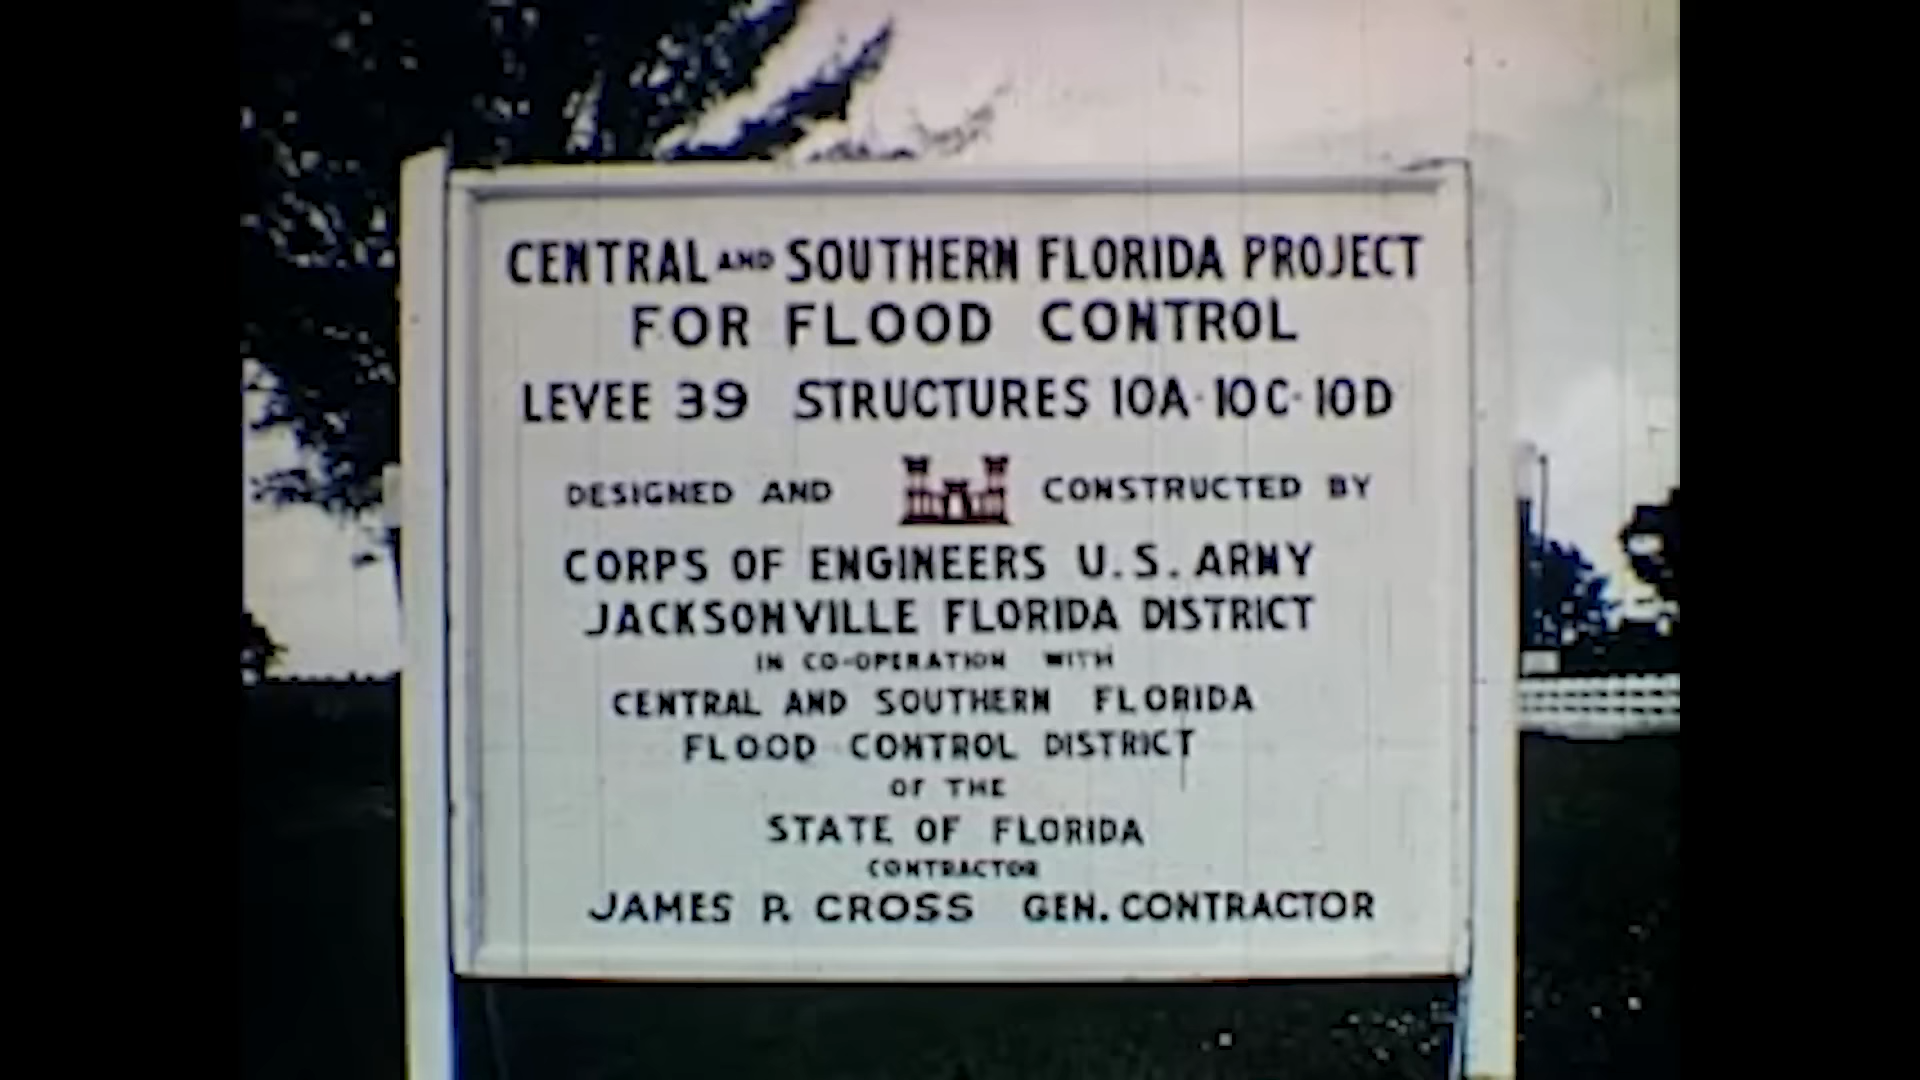 CENTRAL AND SOUTHERN FLORIDA PROJECT
FOR FLOOD CONTROL
LEVEE 39 STRUCTURES 10A·10C·10D
DESIGNED AND CONSTRUCTED BY
CORPS OF ENGINEERS U.S. ARMY
JACKSONVILLE FLORIDA DISTRICT
IN CO-OPERATION WITH
CENTRAL AND SOUTHERN FLORIDA
FLOOD CONTROL DISTRICT
OF THE
STATE OF FLORIDA
CONTRACTOR
JAMES P. CROSS GEN. CONTRACTOR